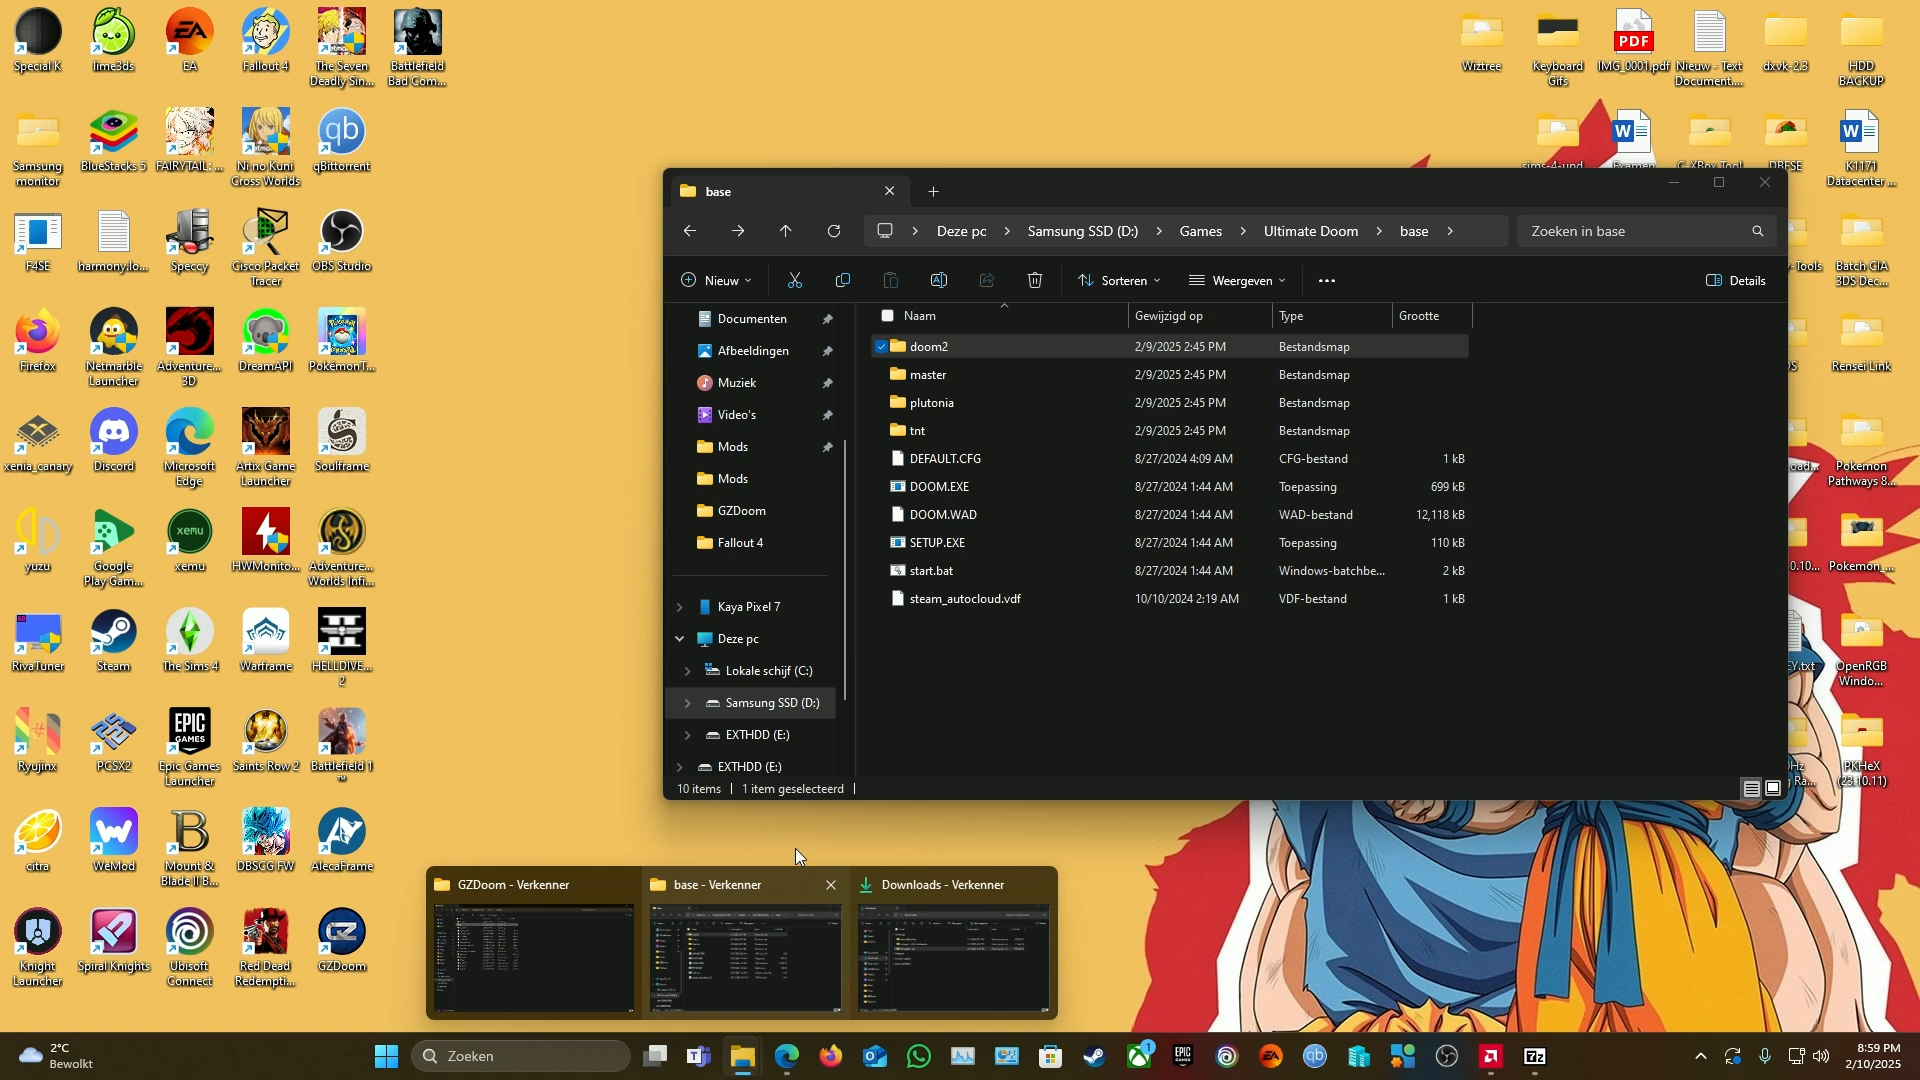 Special K
lime3ds
EA
Fallout 4
The Seven
Deadly Sin...
Battlefield
Bad Com...
Samsung
monitor
BlueStacks 5
FAIRYTAIL: ...
Ni no Kuni
Cross Worlds
qBittorrent
F4SE
harmony.lo...
Speccy
Cisco Packet
Tracer
OBS Studio
Firefox
Netmarble
Launcher
Adventure...
3D
DreamAPI
PokémonT...
xenia_canary
Discord
Microsoft
Edge
Artix Game
Launcher
Soulframe
yuzu
Google
Play Gam...
xemu
HWMonito...
Adventure...
Worlds Infi...
RivaTuner
Steam
The Sims 4
Warframe
HELLDIVE...
2
Ryujinx
PCSX2
Epic Games
Launcher
Saints Row 2
Battlefield 1
™
citra
WeMod
Mount &
Blade II B...
DBSCG FW
AlecaFrame
Knight
Launcher
Spiral Knights
Ubisoft
Connect
Red Dead
Redempti...
GZDoom
Wiztree
Keyboard
Gifs
PDF
IMG_0001.pdf
Nieuw - Text
Document....
dxvk-2.3
HDD
BACKUP
K1171
Datacenter ...
Batch CIA
3DS Dec...
Rensei Link
Pokemon
Pathways 8...
Pokemon_...
OpenRGB
Windo...
PKHeX
(23.10.11)
base
Deze pc
Samsung SSD (D:)
Games
Ultimate Doom
base
Zoeken in base
Nieuw
Sorteren
Weergeven
Details
Documenten
Afbeeldingen
Muziek
Video's
Mods
Mods
GZDoom
Fallout 4
Kaya Pixel 7
Deze pc
Lokale schijf (C:)
Samsung SSD (D:)
EXTHDD (E:)
EXTHDD (E:)
Naam Gewijzigd op Type Grootte
doom2 2/9/2025 2:45 PM Bestandsmap
master 2/9/2025 2:45 PM Bestandsmap
plutonia 2/9/2025 2:45 PM Bestandsmap
tnt 2/9/2025 2:45 PM Bestandsmap
DEFAULT.CFG 8/27/2024 4:09 AM CFG-bestand 1 kB
DOOM.EXE 8/27/2024 1:44 AM Toepassing 699 kB
DOOM.WAD 8/27/2024 1:44 AM WAD-bestand 12,118 kB
SETUP.EXE 8/27/2024 1:44 AM Toepassing 110 kB
start.bat 8/27/2024 1:44 AM Windows-batchbe... 2 kB
steam_autocloud.vdf 10/10/2024 2:19 AM VDF-bestand 1 kB
10 items 1 item geselecteerd
GZDoom - Verkenner
base - Verkenner
Downloads - Verkenner
2°C
Bewolkt
Zoeken
8:59 PM
2/10/2025